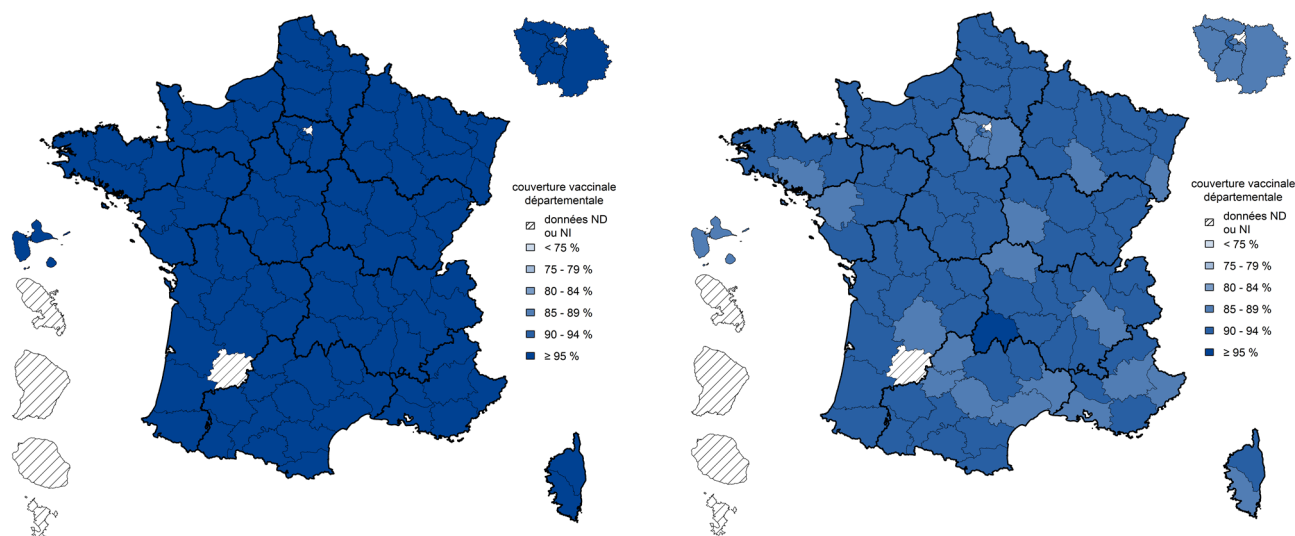 couverture vaccinale
départementale
données ND
ou NI
< 75 %
75 - 79 %
80 - 84 %
85 - 89 %
90 - 94 %
≥ 95 %
couverture vaccinale
départementale
données ND
ou NI
< 75 %
75 - 79 %
80 - 84 %
85 - 89 %
90 - 94 %
≥ 95 %